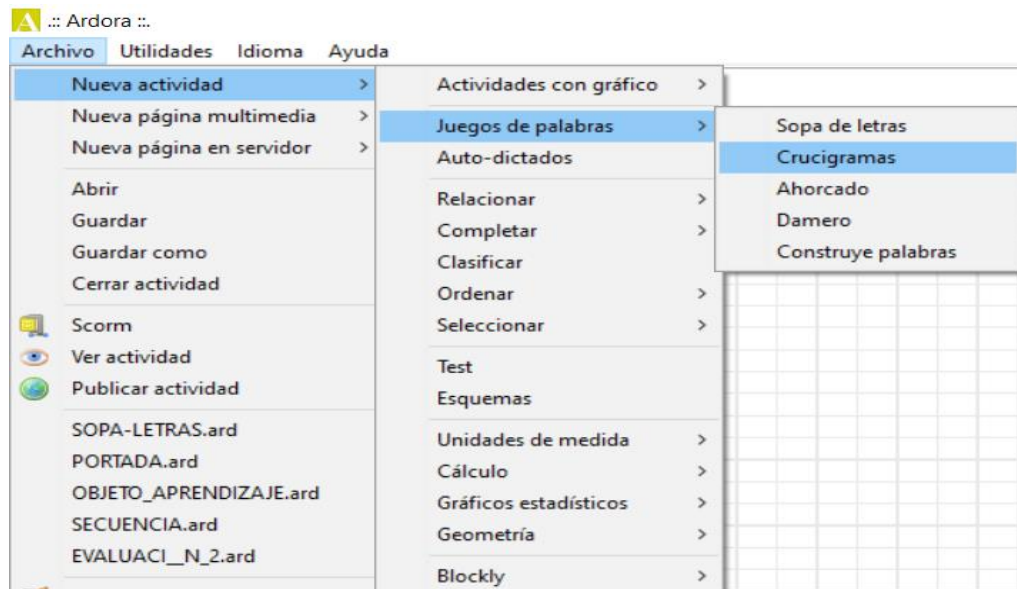 .:: Ardora ::.
Archivo Utilidades Idioma Ayuda
Nueva actividad
Nueva página multimedia
Nueva página en servidor
Abrir
Guardar
Guardar como
Cerrar actividad
Scorm
Ver actividad
Publicar actividad
SOPA-LETRAS.ard
PORTADA.ard
OBJETO_APRENDIZAJE.ard
SECUENCIA.ard
EVALUACI__N_2.ard
Actividades con gráfico
Juegos de palabras
Auto-dictados
Relacionar
Completar
Clasificar
Ordenar
Seleccionar
Test
Esquemas
Unidades de medida
Cálculo
Gráficos estadísticos
Geometría
Blockly
Sopa de letras
Crucigramas
Ahorcado
Damero
Construye palabras